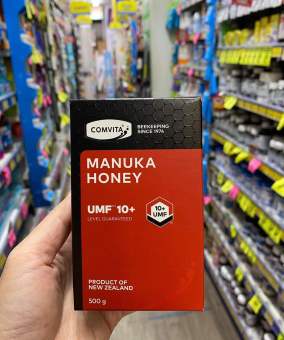 COMVITA
BEEKEEPING
SINCE 1974
MANUKA
HONEY
UMF™ 10+
LEVEL GUARANTEED
10+
UMF
PRODUCT OF
NEW ZEALAND
500 g